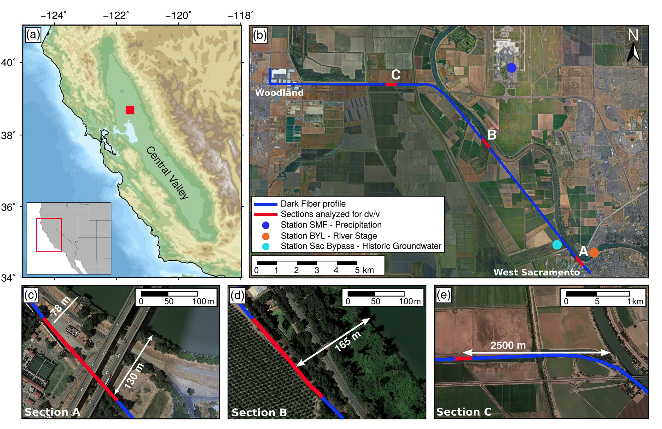 −124° −122° −120° −118°
(a)
40°
38°
36°
34°
Central Valley
(b)
N
Woodland
C
B
A
West Sacramento
Dark Fiber profile
Sections analyzed for dv/v
Station SMF - Precipitation
Station BYL - River Stage
Station Sac Bypass - Historic Groundwater
0 1 2 3 4 5 km
(c)
0 50 100 m
78 m
130 m
Section A
(d)
0 50 100 m
165 m
Section B
(e)
0 5 1 km
2500 m
Section C